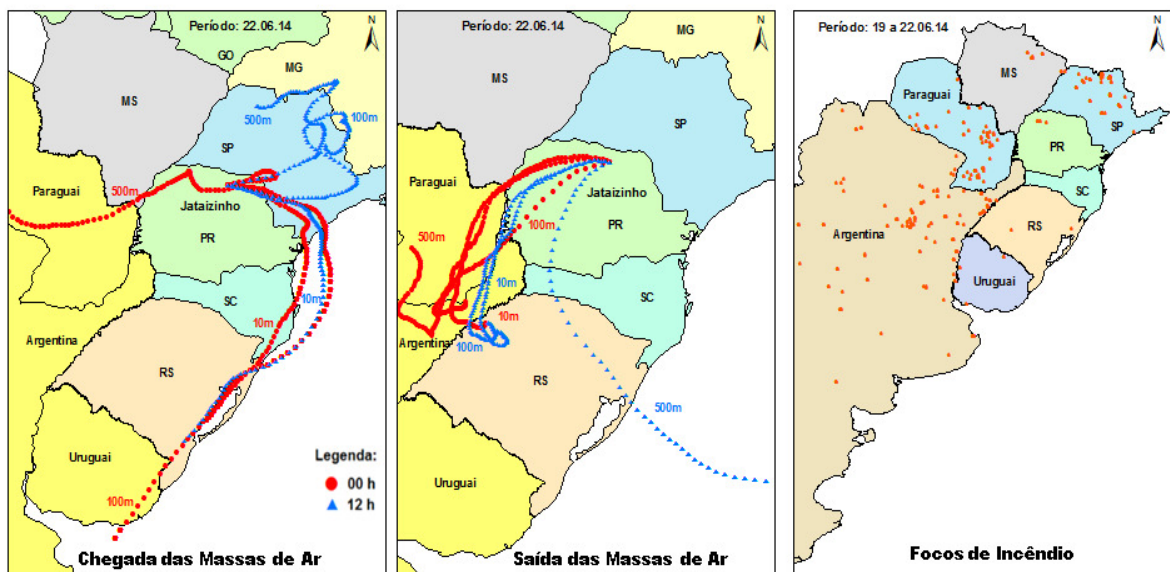 Período: 22.06.14
N
GO
MG
MS
500m
100m
SP
Paraguai
500m
Jataizinho
PR
SC
10m
10m
Argentina
RS
Uruguai
Legenda:
00 h
12 h
100m
Chegada das Massas de Ar
Período: 22.06.14
N
MG
MS
SP
Paraguai
Jataizinho
100m
PR
500m
10m
SC
10m
Argentina
100m
RS
500m
Uruguai
Saída das Massas de Ar
Período: 19 a 22.06.14
N
MS
Paraguai
SP
PR
SC
Argentina
RS
Uruguai
Focos de Incêndio